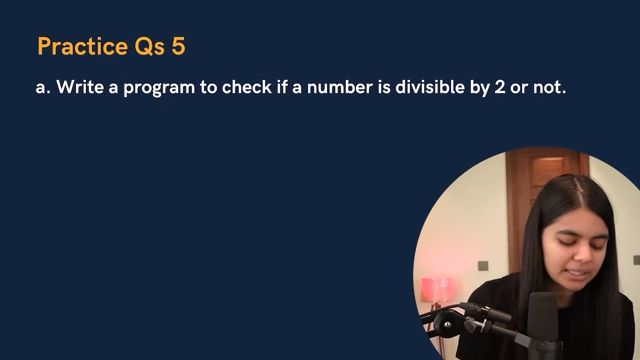 Practice Qs 5
a. Write a program to check if a number is divisible by 2 or not.